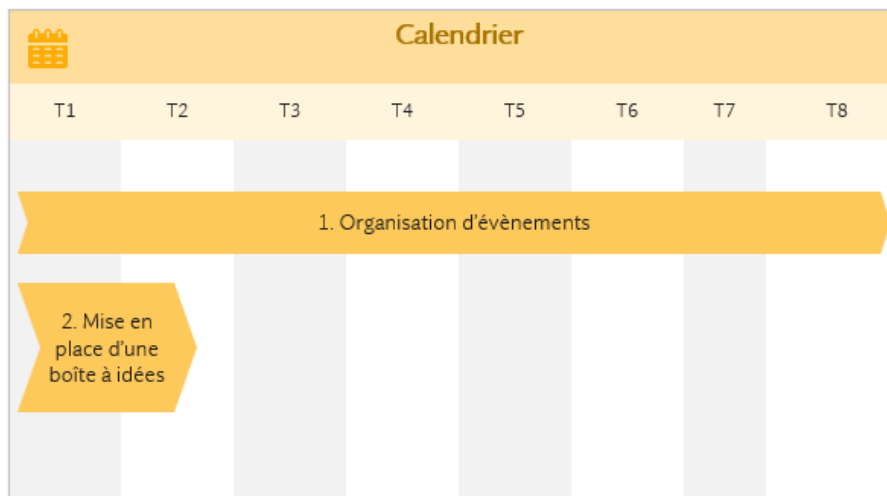 Calendrier
T1 T2 T3 T4 T5 T6 T7 T8
1. Organisation d'évènements
2. Mise en
place d'une
boîte à idées